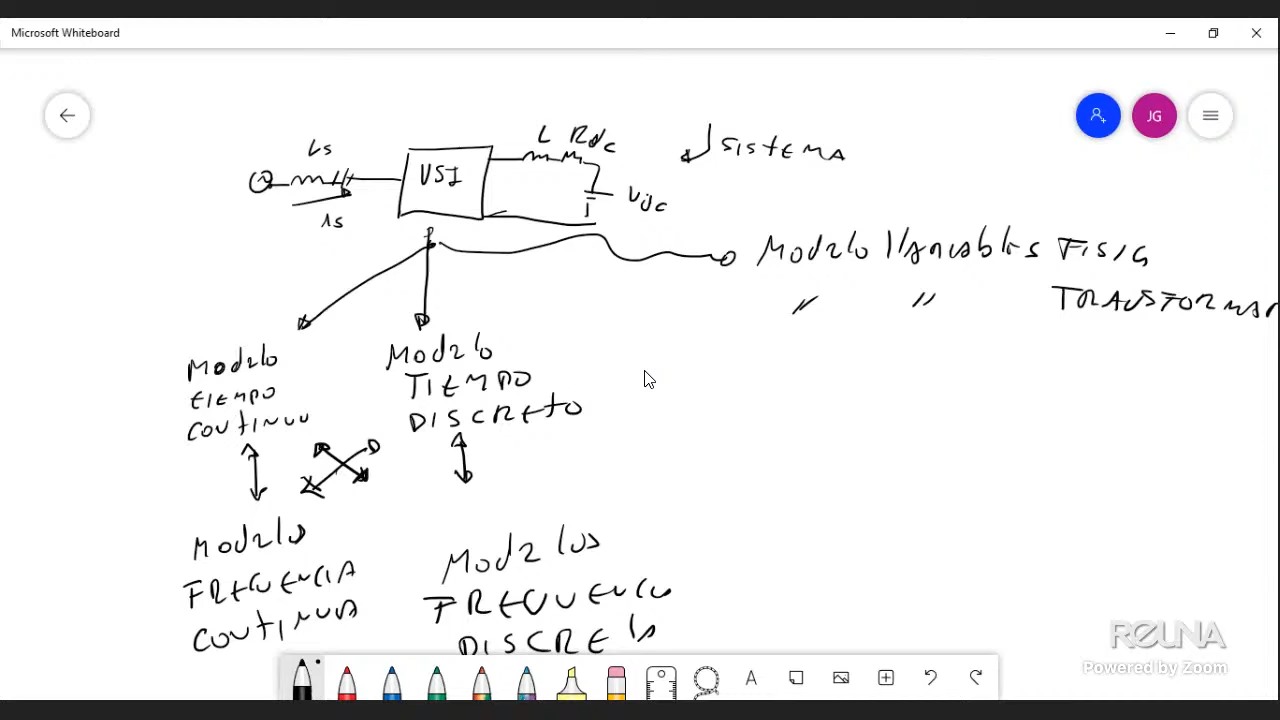 Microsoft Whiteboard
JG
Ls
is
VSI
L Rdc
Vdc
SISTEMA
MODELO VARIABLES FISIC
" " TRANSFORMA
MODELO
TIEMPO
CONTINUO
MODELO
TIEMPO
DISCRETO
MODELO
FRECUENCIA
CONTINUA
MODELOS
FRECUENCIA
DISCRETA
REUNA
Powered by Zoom
A